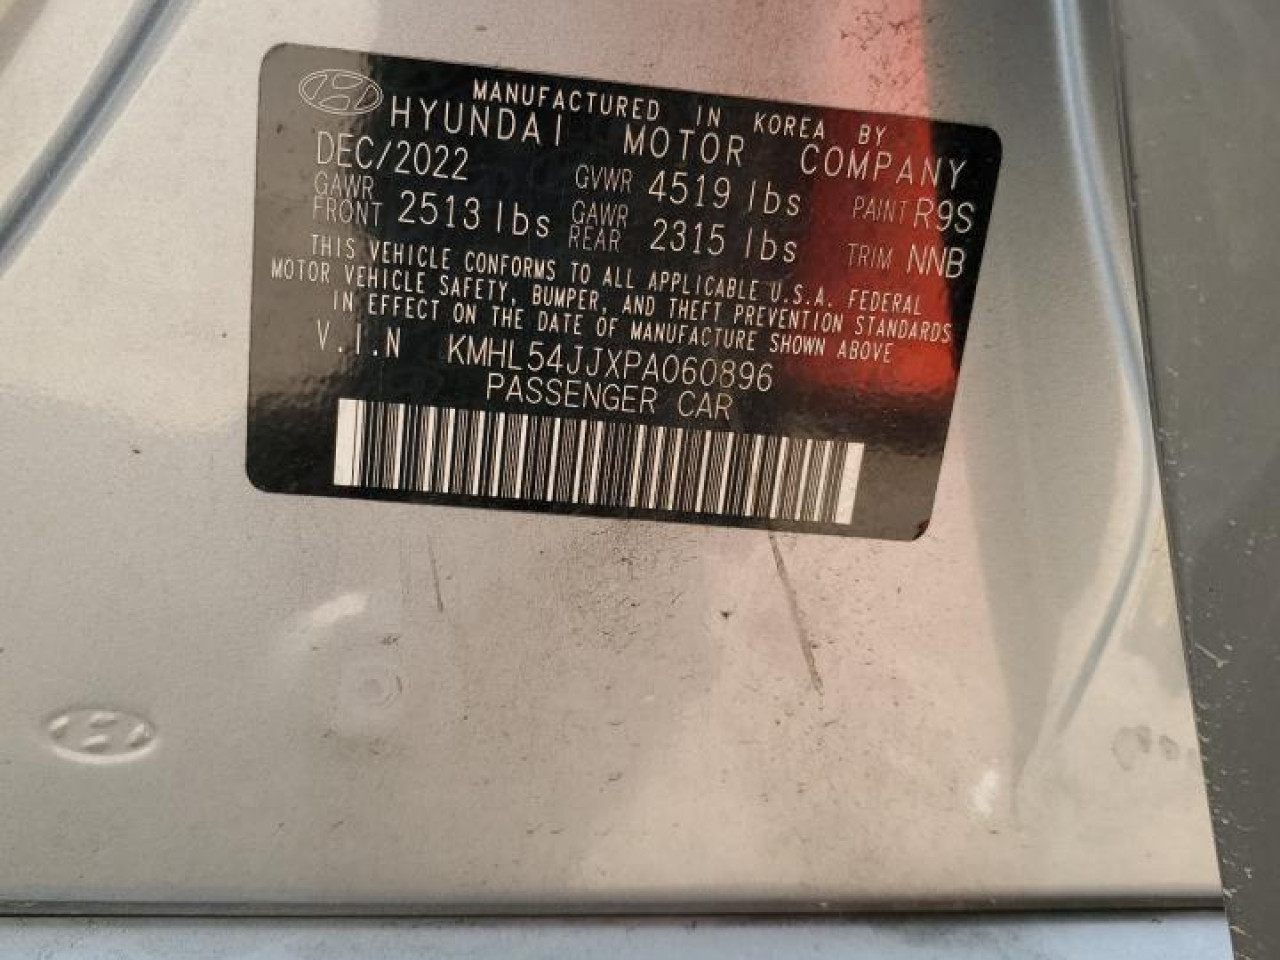 MANUFACTURED IN KOREA BY
HYUNDAI MOTOR COMPANY
DEC/2022 GVWR 4519 lbs PAINT R9S
GAWR FRONT 2513 lbs GAWR REAR 2315 lbs TRIM NNB
THIS VEHICLE CONFORMS TO ALL APPLICABLE U.S.A. FEDERAL
MOTOR VEHICLE SAFETY, BUMPER, AND THEFT PREVENTION STANDARDS
IN EFFECT ON THE DATE OF MANUFACTURE SHOWN ABOVE
V.I.N KMHL54JJXPA060896
PASSENGER CAR